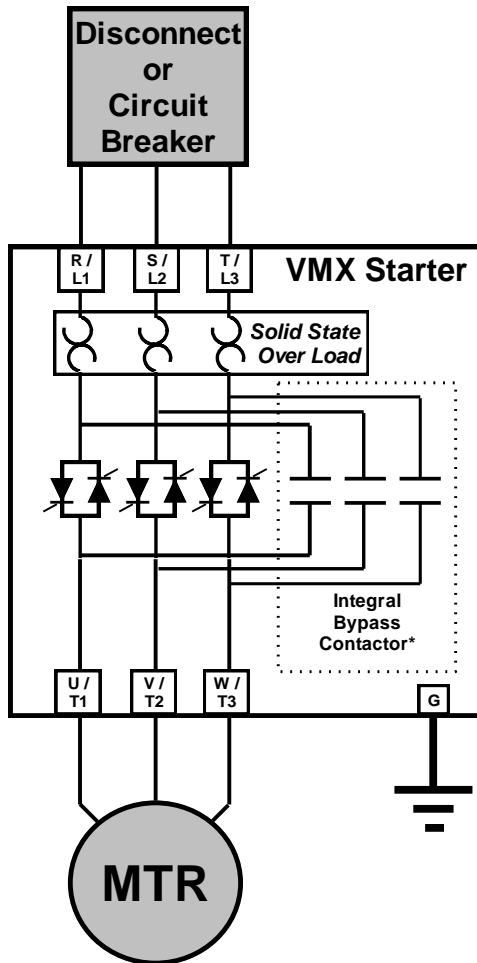 Disconnect
or
Circuit
Breaker
R /
L1
S /
L2
T /
L3
VMX Starter
Solid State
Over Load
Integral
Bypass
Contactor*
U /
T1
V /
T2
W /
T3
G
MTR